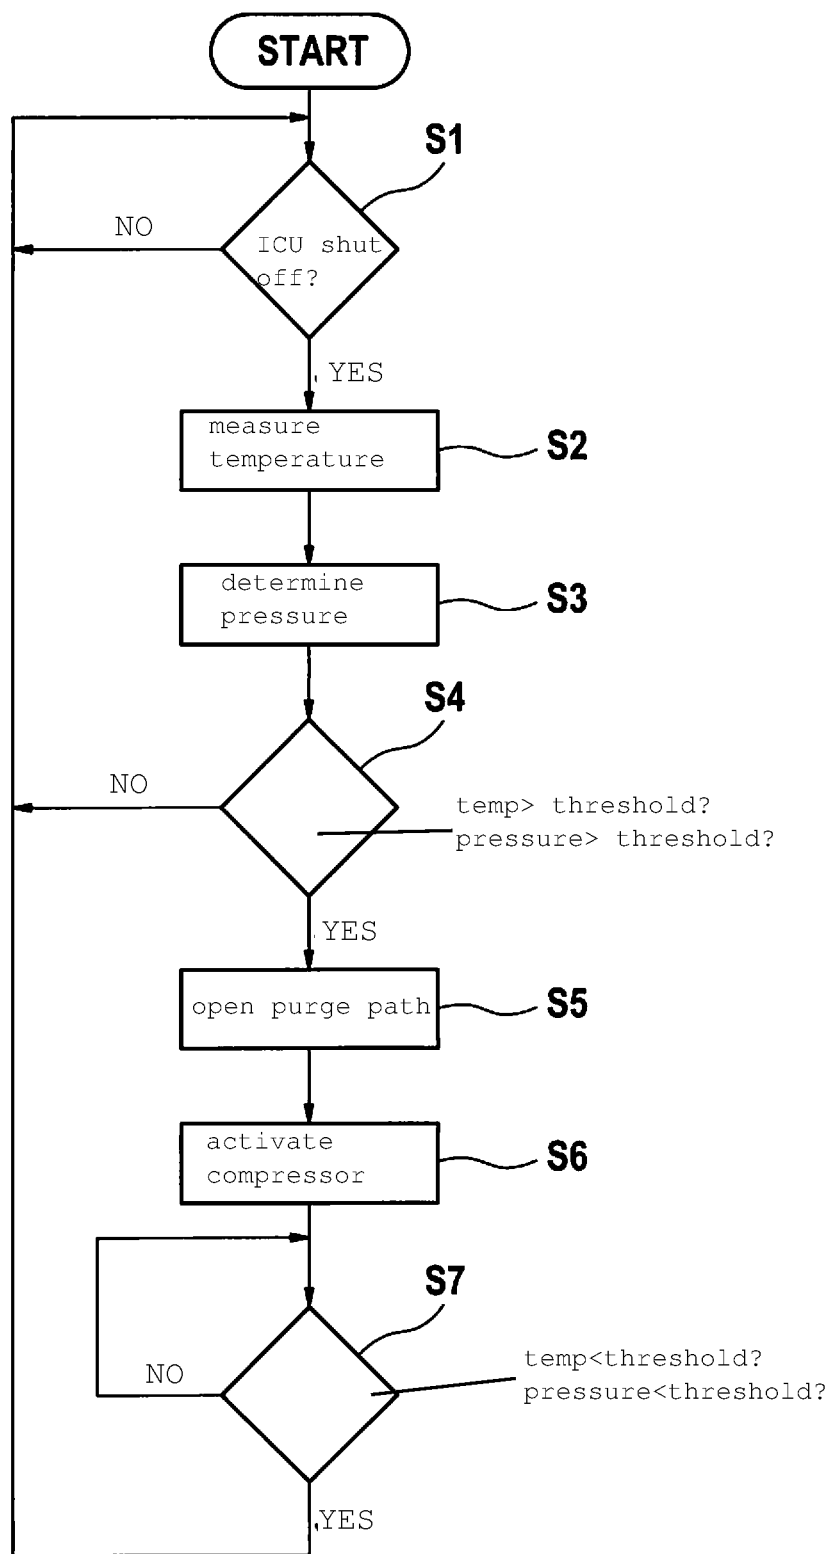 START
S1
NO
ICU shut
off?
YES
measure
temperature
S2
determine
pressure
S3
S4
NO
temp> threshold?
pressure> threshold?
YES
open purge path
S5
activate
compressor
S6
S7
NO
temp<threshold?
pressure<threshold?
YES